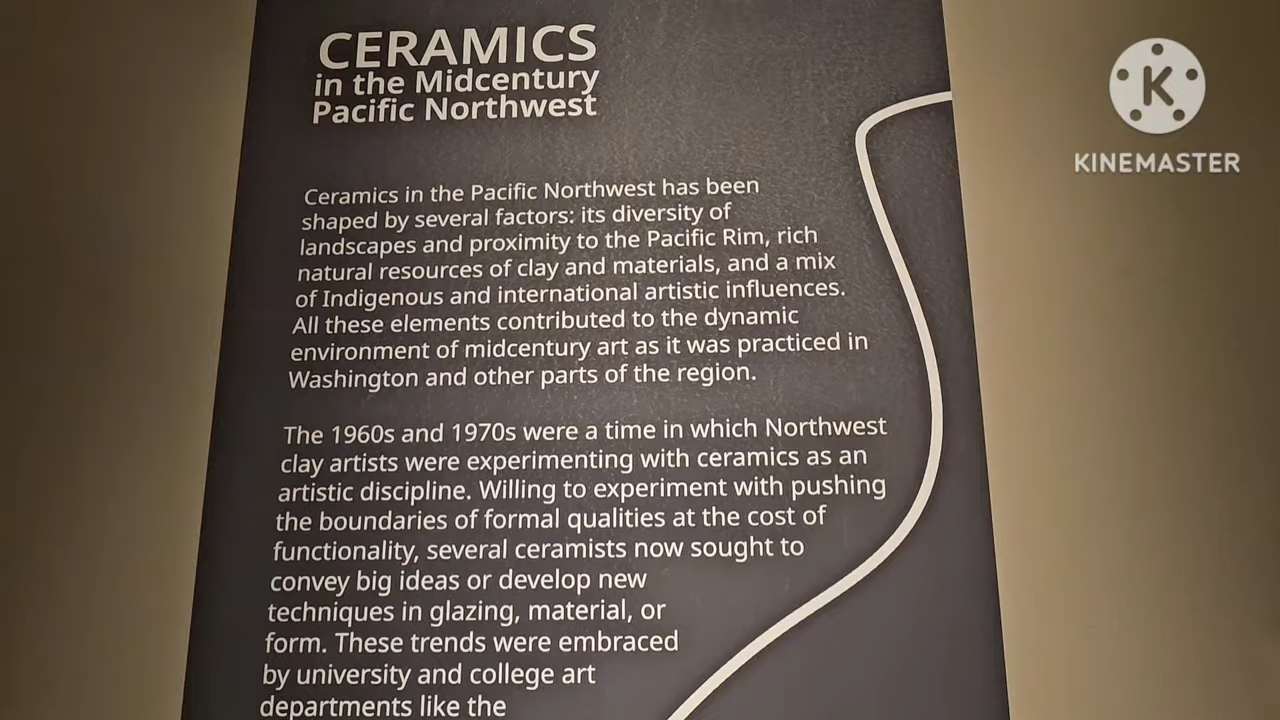 CERAMICS
in the Midcentury
Pacific Northwest
Ceramics in the Pacific Northwest has been
shaped by several factors: its diversity of
landscapes and proximity to the Pacific Rim, rich
natural resources of clay and materials, and a mix
of Indigenous and international artistic influences.
All these elements contributed to the dynamic
environment of midcentury art as it was practiced in
Washington and other parts of the region.
The 1960s and 1970s were a time in which Northwest
clay artists were experimenting with ceramics as an
artistic discipline. Willing to experiment with pushing
the boundaries of formal qualities at the cost of
functionality, several ceramists now sought to
convey big ideas or develop new
techniques in glazing, material, or
form. These trends were embraced
by university and college art
departments like the
K
KINEMASTER